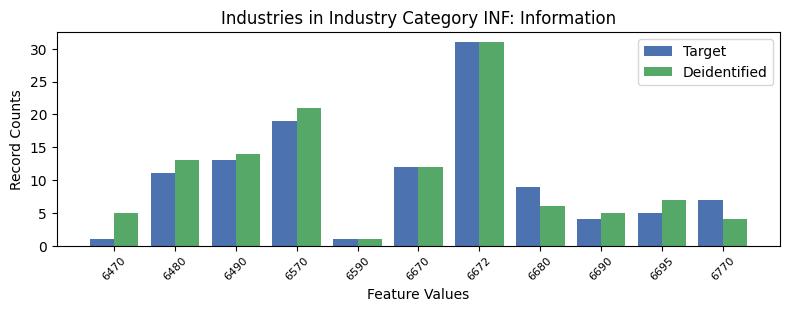 Industries in Industry Category INF: Information
Target
Deidentified
Record Counts
30
25
20
15
10
5
0
6470 6480 6490 6570 6590 6670 6672 6680 6690 6695 6770
Feature Values